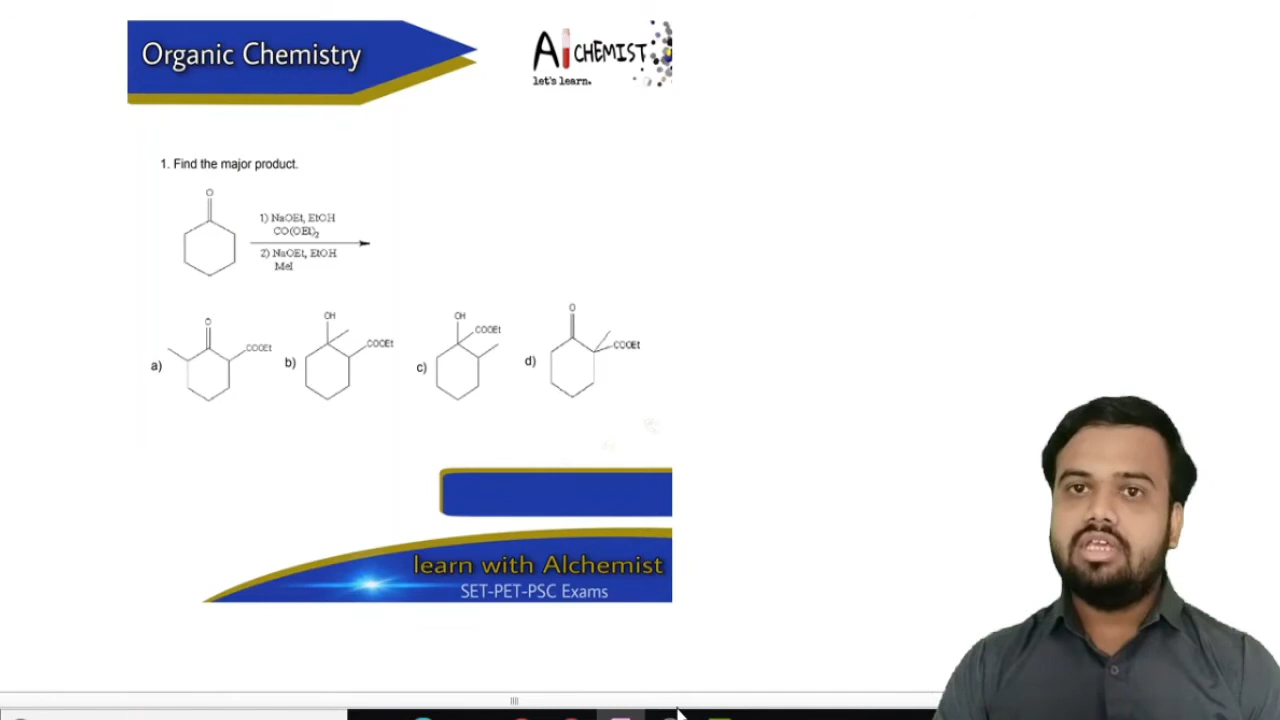 Organic Chemistry
ALCHEMIST
let's learn.
1. Find the major product.
O
1) NaOEt, EtOH
CO(OEt)2
2) NaOEt, EtOH
MeI
a)
O
COOEt
b)
OH
COOEt
c)
OH
COOEt
d)
O
COOEt
learn with Alchemist
SET-PET-PSC Exams